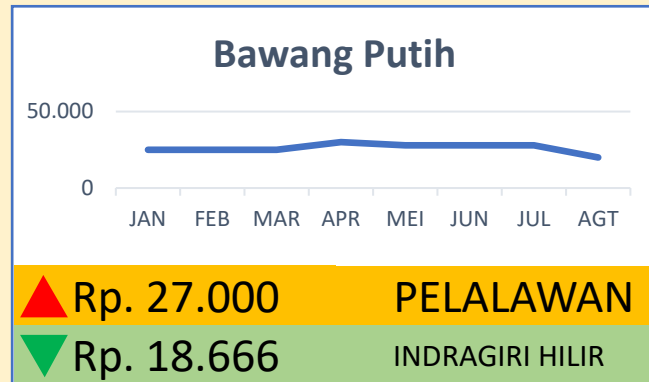 Bawang Putih
50.000
0
JAN FEB MAR APR MEI JUN JUL AGT
Rp. 27.000 PELALAWAN
Rp. 18.666 INDRAGIRI HILIR